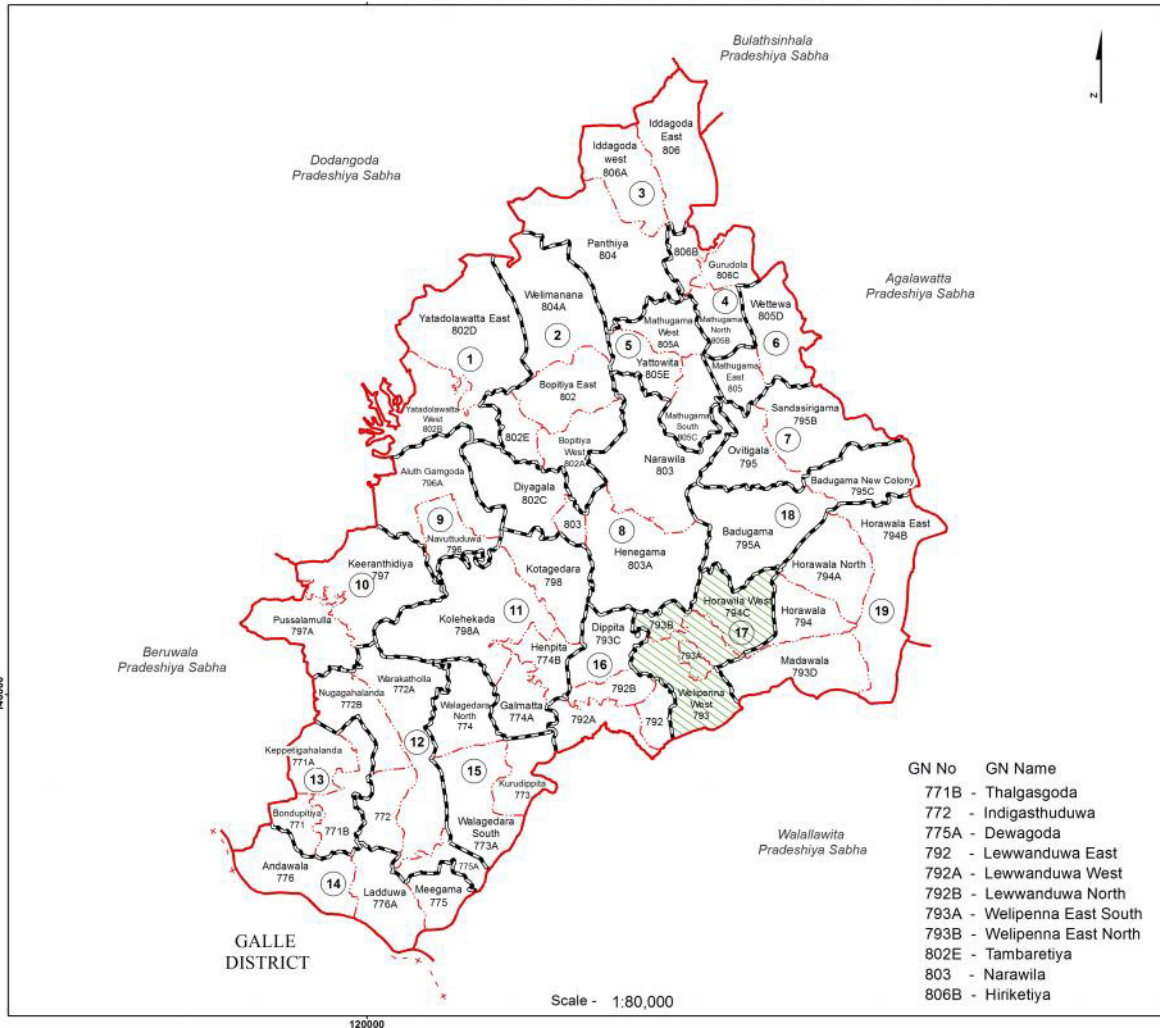 Bulathsinhala
Pradeshiya Sabha
Iddagoda
East
806
Iddagoda
west
806A
3
Dodangoda
Pradeshiya Sabha
z
Panthiya
804
806B
Gurudola
806C
Agalawatta
Pradeshiya Sabha
Welimanana
804A
4
Wettewa
805D
Yatadolawatta East
802D
Mathugama
West
805A
Mathugama
North
805B
2
5
6
1
Yattowita
805E
Mathugama
East
805
Bopitiya East
802
Yatadolawatta
West
802B
Mathugama
South
805C
Sandasirigama
795B
802E
Bopitiya
West
802A
7
Narawila
803
Ovitigala
795
Aluth Gamgoda
796A
Diyagala
802C
Badugama New Colony
795C
9
Navuttuduwa
796
803
8
18
Horawala East
794B
Badugama
795A
Henegama
803A
Keeranthidiya
797
Kotagedara
798
Horawala North
794A
10
Pussalamulla
797A
11
Kolehekada
798A
Horawila West
794C
Horawala
794
19
Dippita
793C
793B
17
Henpita
774B
793A
Madawala
793D
Beruwala
Pradeshiya Sabha
16
Warakatholla
772A
Nugagahalanda
772B
Walagedara
North
774
Galmatta
774A
792B
Welipenna
West
793
792A
792
12
Keppetigahalanda
771A
13
15
Kurudippita
773
Bondupitiya
771
771B
772
Walagedara
South
773A
Walallawita
Pradeshiya Sabha
Andawala
776
14
775A
Ladduwa
776A
Meegama
775
GALLE
DISTRICT
GN No GN Name
771B - Thalgasgoda
772 - Indigasthuduwa
775A - Dewagoda
792 - Lewwanduwa East
792A - Lewwanduwa West
792B - Lewwanduwa North
793A - Welipenna East South
793B - Welipenna East North
802E - Tambaretiya
803 - Narawila
806B - Hiriketiya
Scale - 1:80,000
120000